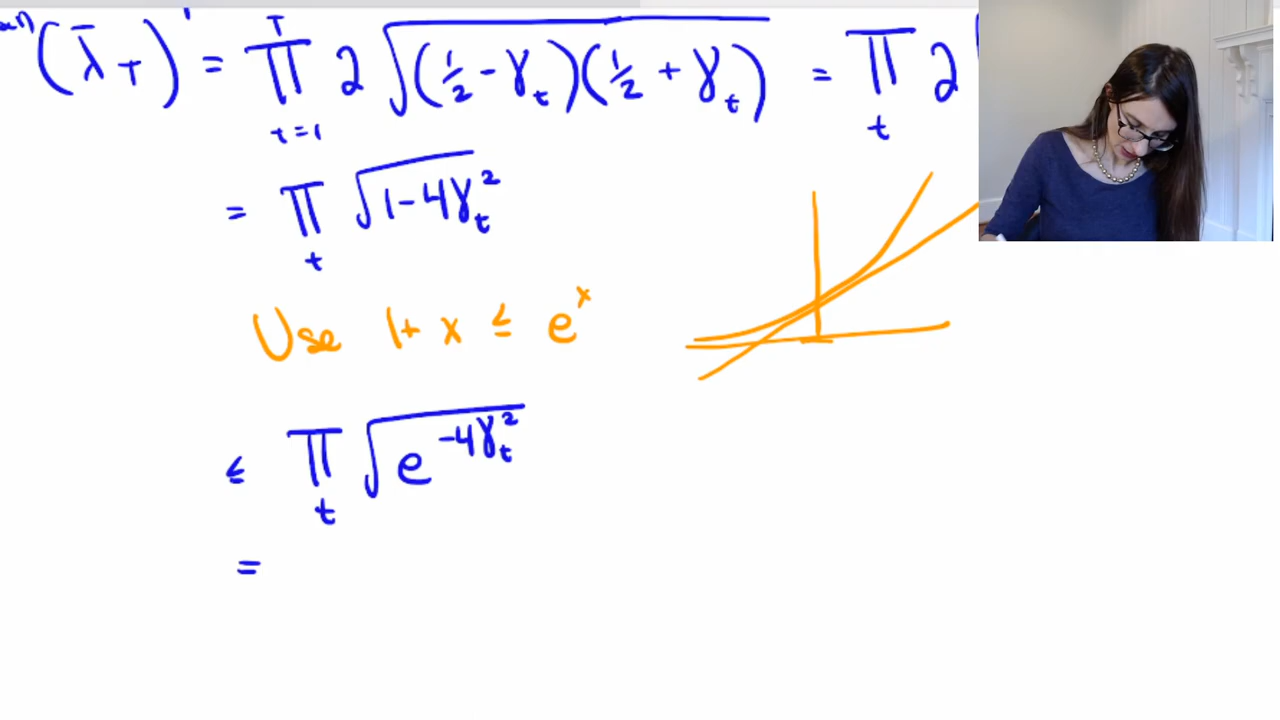 (λ̄_T) = ∏_{t=1}^{T} 2 √((½ - γ_t)(½ + γ_t)) = ∏_t 2
= ∏_t √(1-4γ_t²)
Use 1+ x ≤ e^x
≤ ∏_t √(e^{-4γ_t²})
=